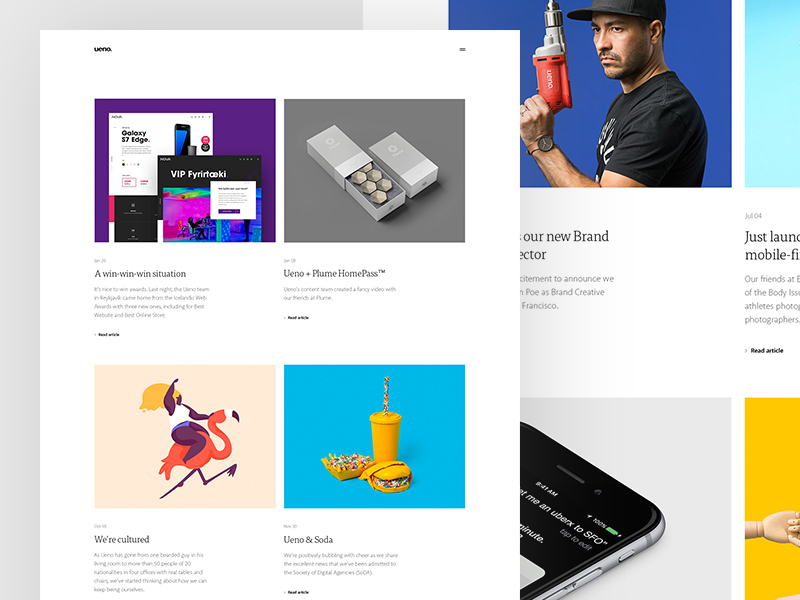 ueno.
NOVA
Galaxy
S7 Edge.
NOVA
VIP Fyrirtæki
Jan 20
A win-win-win situation
It's nice to win awards. Last night, the Ueno team
in Reykjavík came home from the Icelandic Web
Awards with three new ones, including for Best
Website and Best Online Store.
› Read article
Jan 18
Ueno + Plume HomePass™
Ueno's content team created a fancy video with
our friends at Plume.
› Read article
Oct 05
We're cultured
As Ueno has gone from one bearded guy in his
living room to more than 50 people of 20
nationalities in four offices with real tables and
chairs, we've started thinking about how we can
keep being ourselves.
Nov 30
Ueno & Soda
We're positively bubbling with cheer as we share
the excellent news that we've been admitted to
the Society of Digital Agencies (SoDA).
› Read article
ueno
s our new Brand
ector
citement to announce we
h Poe as Brand Creative
Francisco.
Jul 04
Just launc
mobile-fi
Our friends at E
of the Body Issu
athletes photog
photographers.
› Read article
9:41 AM
100%
et me an uberx to SFO"
tap to edit
minute.
?